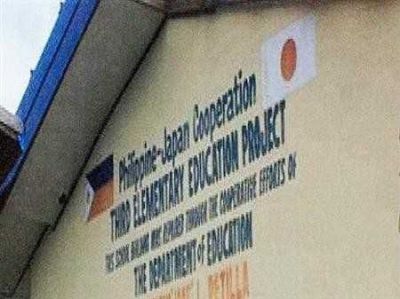 Philippine-Japan Cooperation
THIRD ELEMENTARY EDUCATION PROJECT
THIS SCHOOL BUILDING WAS THROUGH THE COOPERATIVE EFFORTS OF
THE DEPARTMENT of EDUCATION